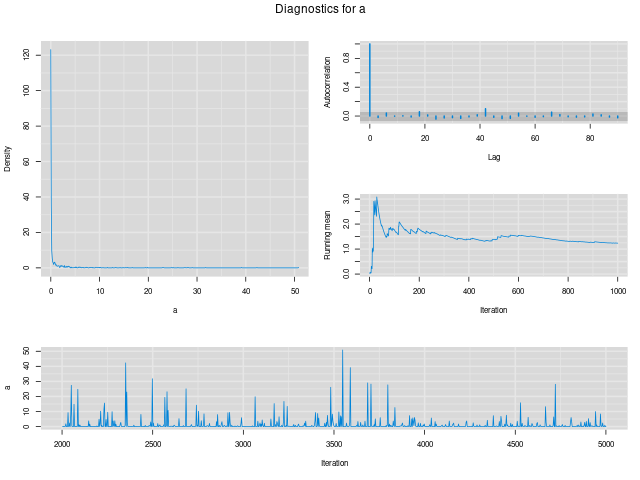 Diagnostics for a
Density
0 20 40 60 80 100 120
0 10 20 30 40 50
a
Autocorrelation
0.0 0.4 0.8
0 20 40 60 80
Lag
Running mean
0.0 1.0 2.0 3.0
0 200 400 600 800 1000
Iteration
a
0 10 20 30 40 50
2000 2500 3000 3500 4000 4500 5000
Iteration